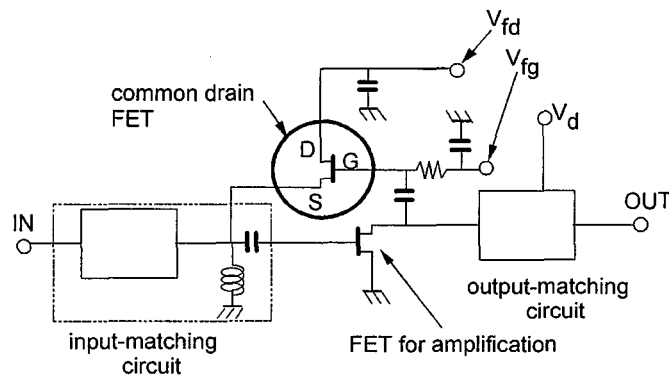 V_fd
V_fg
common drain
FET
D
G
S
V_d
IN
OUT
input-matching
circuit
output-matching
circuit
FET for amplification